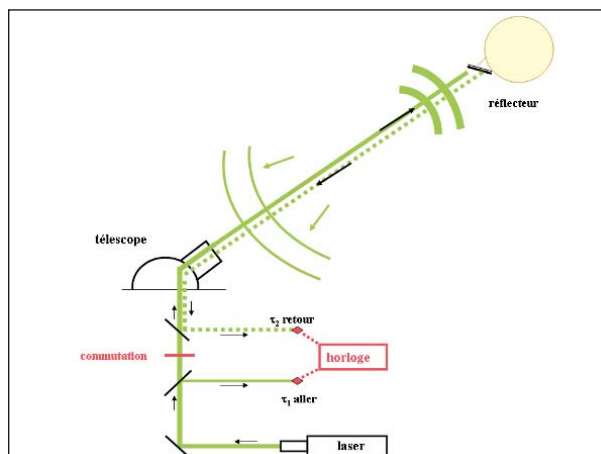 réflecteur
télescope
τ₂ retour
commutation
horloge
τ₁ aller
laser